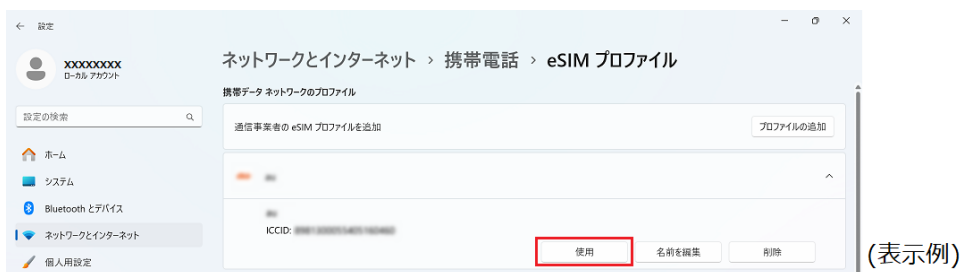 設定
xxxxxxxx
ローカル アカウント
設定の検索
ホーム
システム
Bluetooth とデバイス
ネットワークとインターネット
個人用設定
ネットワークとインターネット › 携帯電話 › eSIM プロファイル
携帯データ ネットワークのプロファイル
通信事業者の eSIM プロファイルを追加
プロファイルの追加
ICCID:
使用
名前を編集
削除
(表示例)